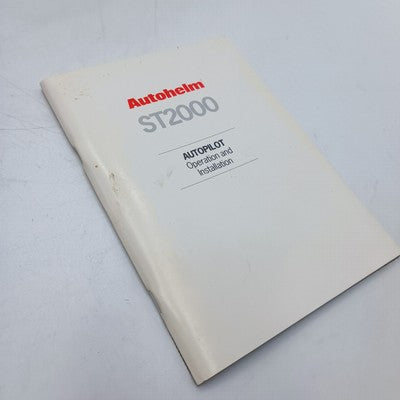 Autohelm
ST2000
AUTOPILOT
Operation and
Installation